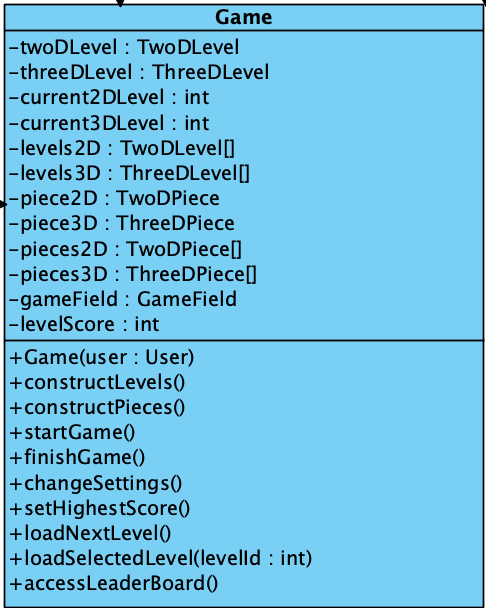 Game
-twoDLevel : TwoDLevel
-threeDLevel : ThreeDLevel
-current2DLevel : int
-current3DLevel : int
-levels2D : TwoDLevel[]
-levels3D : ThreeDLevel[]
-piece2D : TwoDPiece
-piece3D : ThreeDPiece
-pieces2D : TwoDPiece[]
-pieces3D : ThreeDPiece[]
-gameField : GameField
-levelScore : int
+Game(user : User)
+constructLevels()
+constructPieces()
+startGame()
+finishGame()
+changeSettings()
+setHighestScore()
+loadNextLevel()
+loadSelectedLevel(levelId : int)
+accessLeaderBoard()